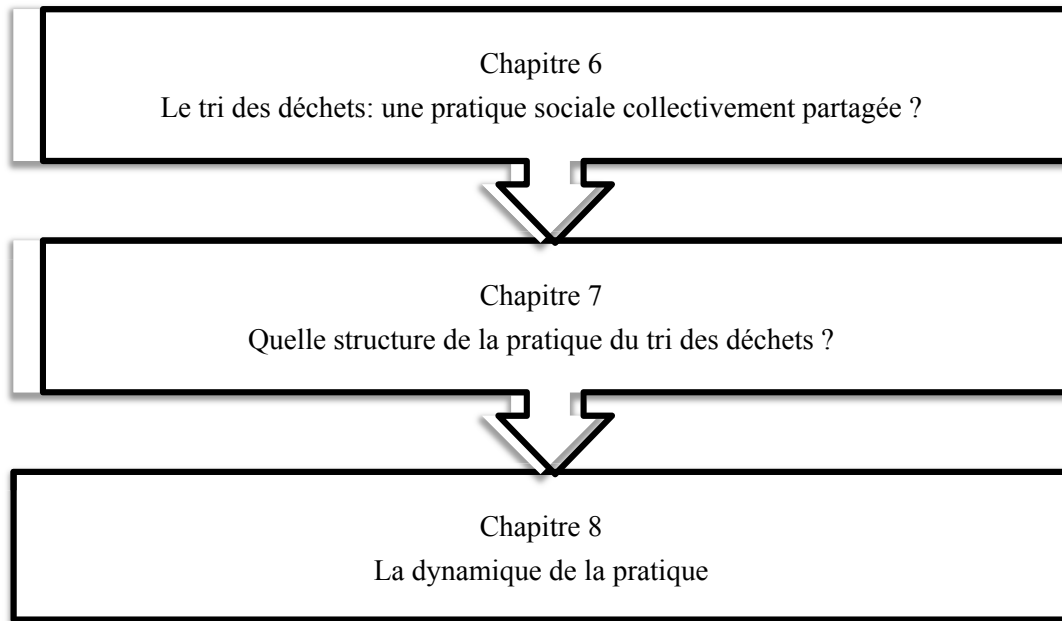 Chapitre 6
Le tri des déchets: une pratique sociale collectivement partagée ?
Chapitre 7
Quelle structure de la pratique du tri des déchets ?
Chapitre 8
La dynamique de la pratique